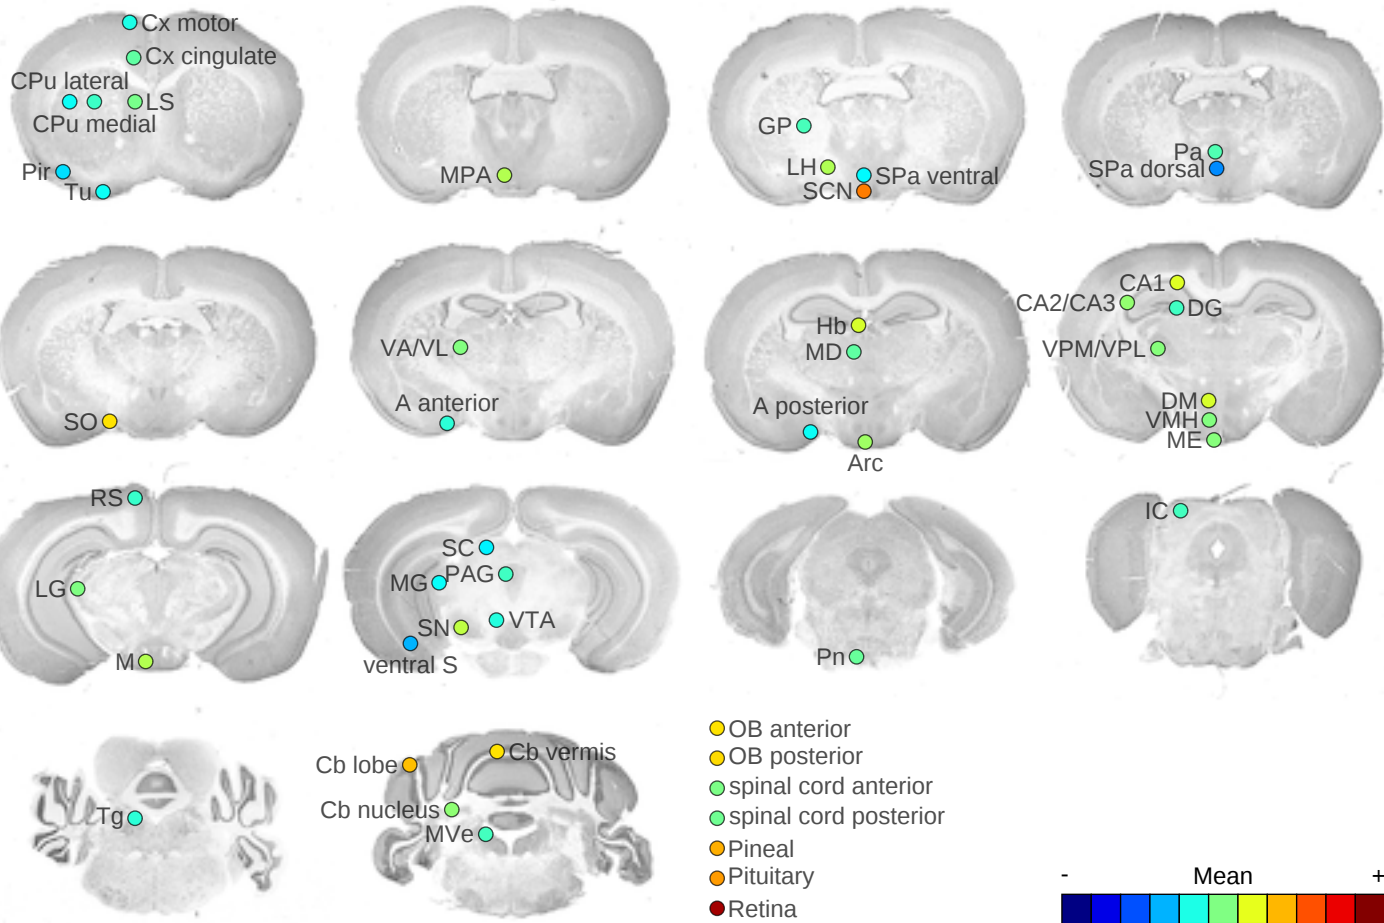 Cx motor
Cx cingulate
CPu lateral
LS
CPu medial
Pir
Tu
MPA
GP
LH
SPa ventral
SCN
Pa
SPa dorsal
SO
VA/VL
A anterior
Hb
MD
A posterior
Arc
CA1
CA2/CA3
DG
VPM/VPL
DM
VMH
ME
RS
LG
M
SC
MG
PAG
SN
VTA
ventral S
Pn
IC
Tg
Cb lobe
Cb vermis
Cb nucleus
MVe
OB anterior
OB posterior
spinal cord anterior
spinal cord posterior
Pineal
Pituitary
Retina
- Mean +